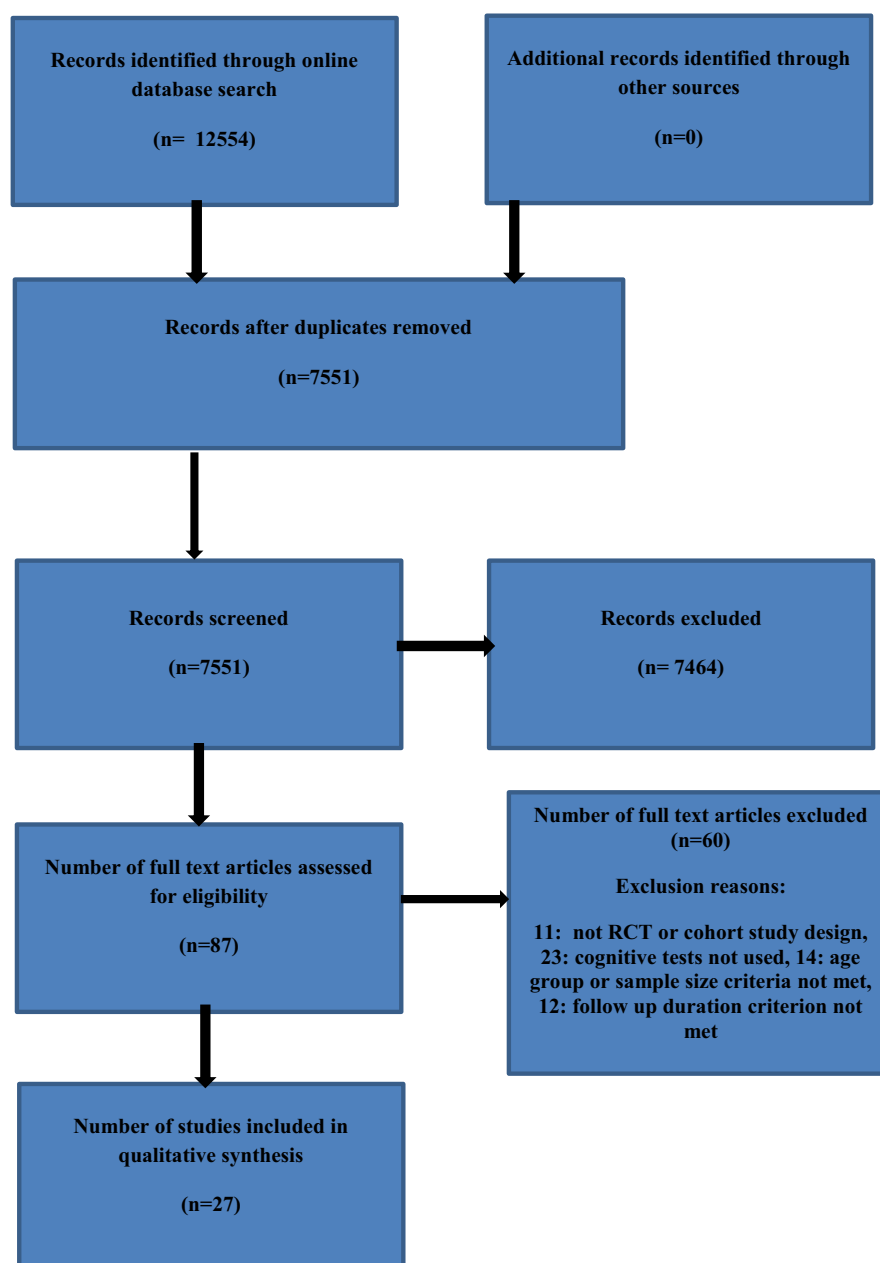 Records identified through online
database search
(n=  12554)
Additional records identified through
other sources
(n=0)
Records after duplicates removed
(n=7551)
Records screened
(n=7551)
Records excluded
(n= 7464)
Number of full text articles assessed
for eligibility
(n=87)
Number of full text articles excluded
(n=60)
Exclusion reasons:
11:  not RCT or cohort study design,
23: cognitive tests not used, 14: age
group or sample size criteria not met,
12: follow up duration criterion not
met
Number of studies included in
qualitative synthesis
(n=27)